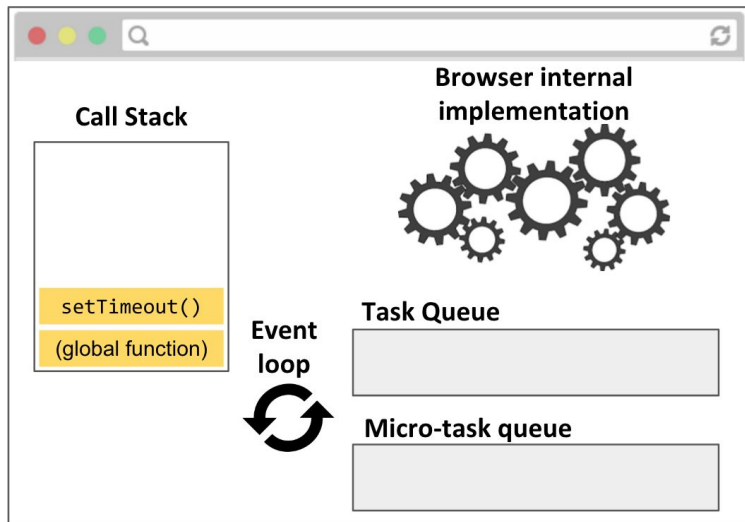 Browser internal
implementation
Call Stack
setTimeout()
(global function)
Event
loop
Task Queue
Micro-task queue